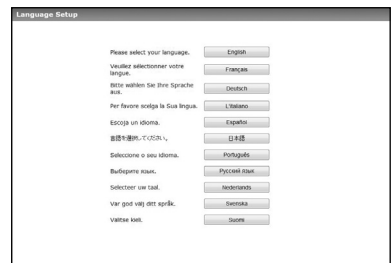 Language Setup
Please select your language. English
Veuillez sélectionner votre
langue. Français
Bitte wählen Sie Ihre Sprache
aus. Deutsch
Per favore scelga la Sua lingua. L'italiano
Escoja un idioma. Español
言語を選択してください。 日本語
Seleccione o seu idioma. Português
Выберите язык. Русский язык
Selecteer uw taal. Nederlands
Var god välj ditt språk. Svenska
Valitse kieli. Suomi